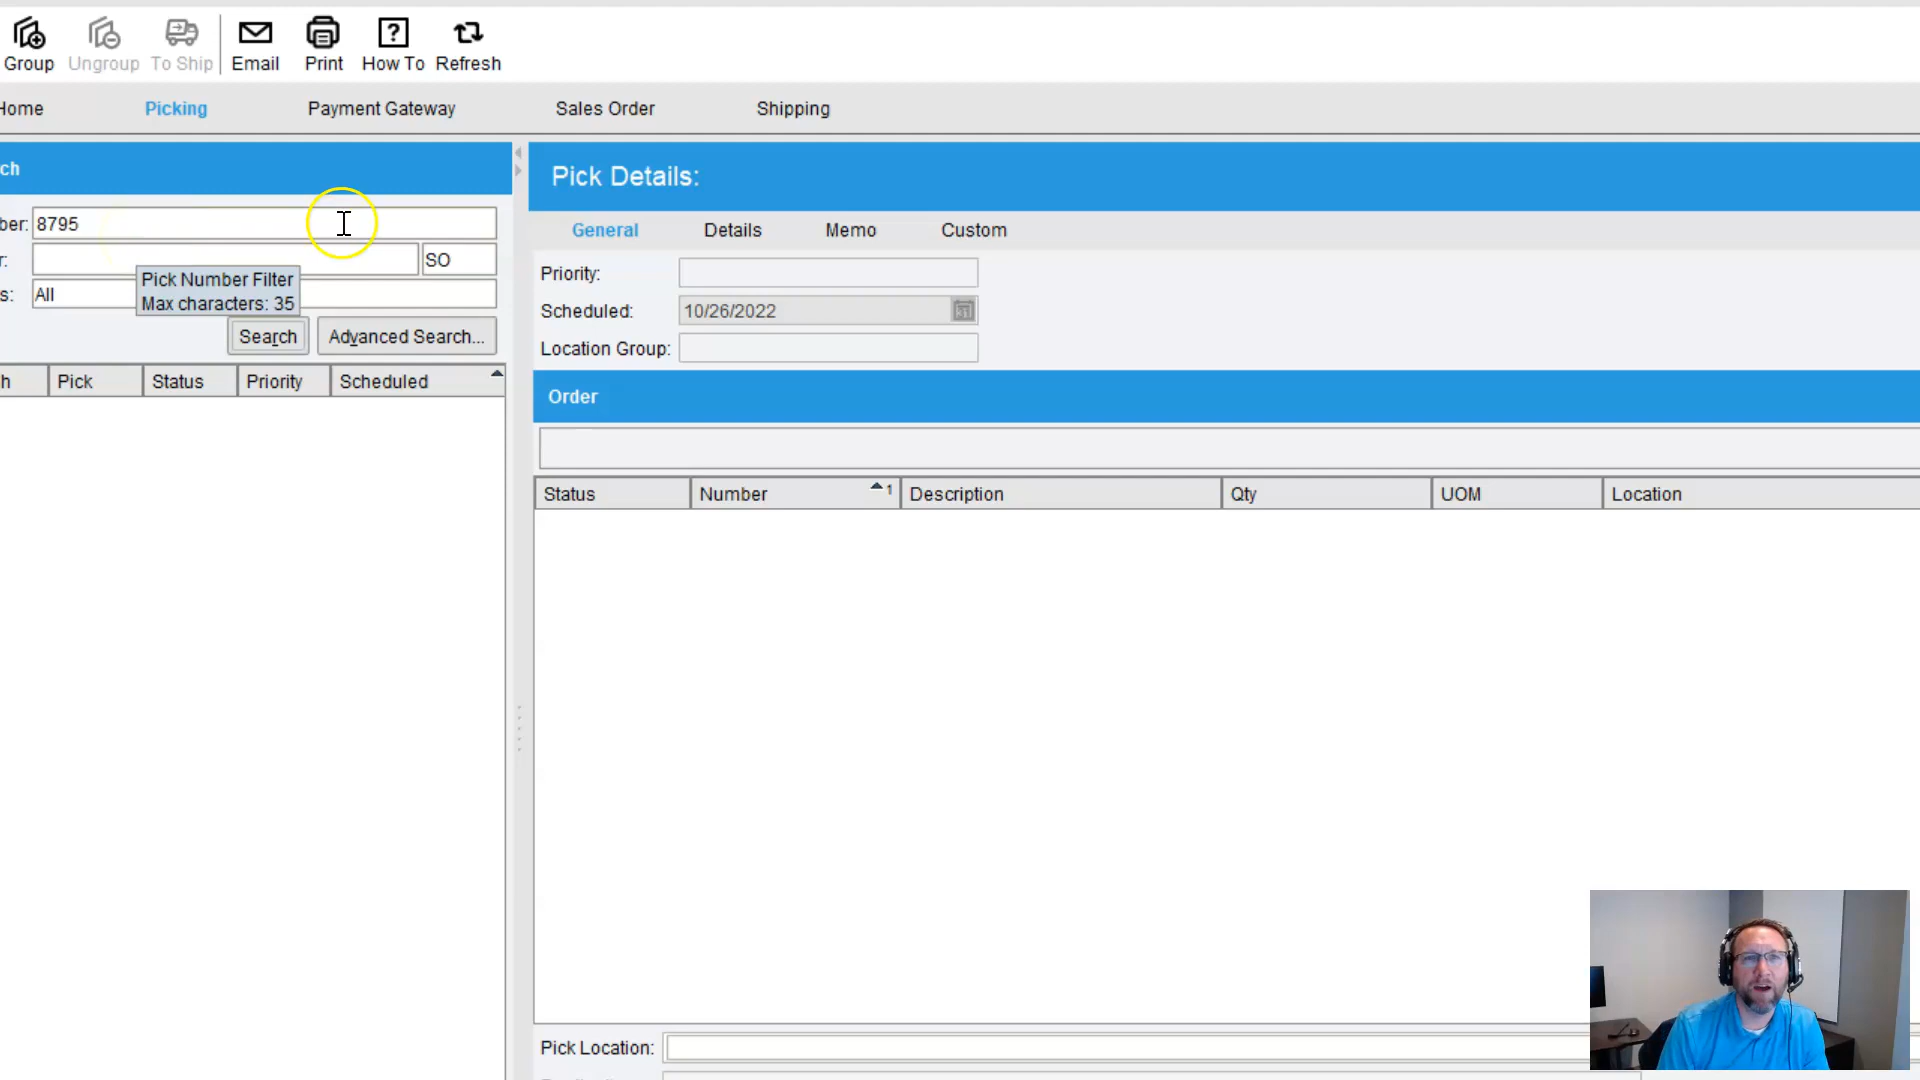 Group Ungroup To Ship Email Print How To Refresh
Home Picking Payment Gateway Sales Order Shipping
ch
Pick Details:
ber: 8795
General Details Memo Custom
r: SO
Pick Number Filter
Max characters: 35
s: All
Priority:
Scheduled: 10/26/2022
Search Advanced Search...
Location Group:
h Pick Status Priority Scheduled
Order
Status Number 1 Description Qty UOM Location
Pick Location: